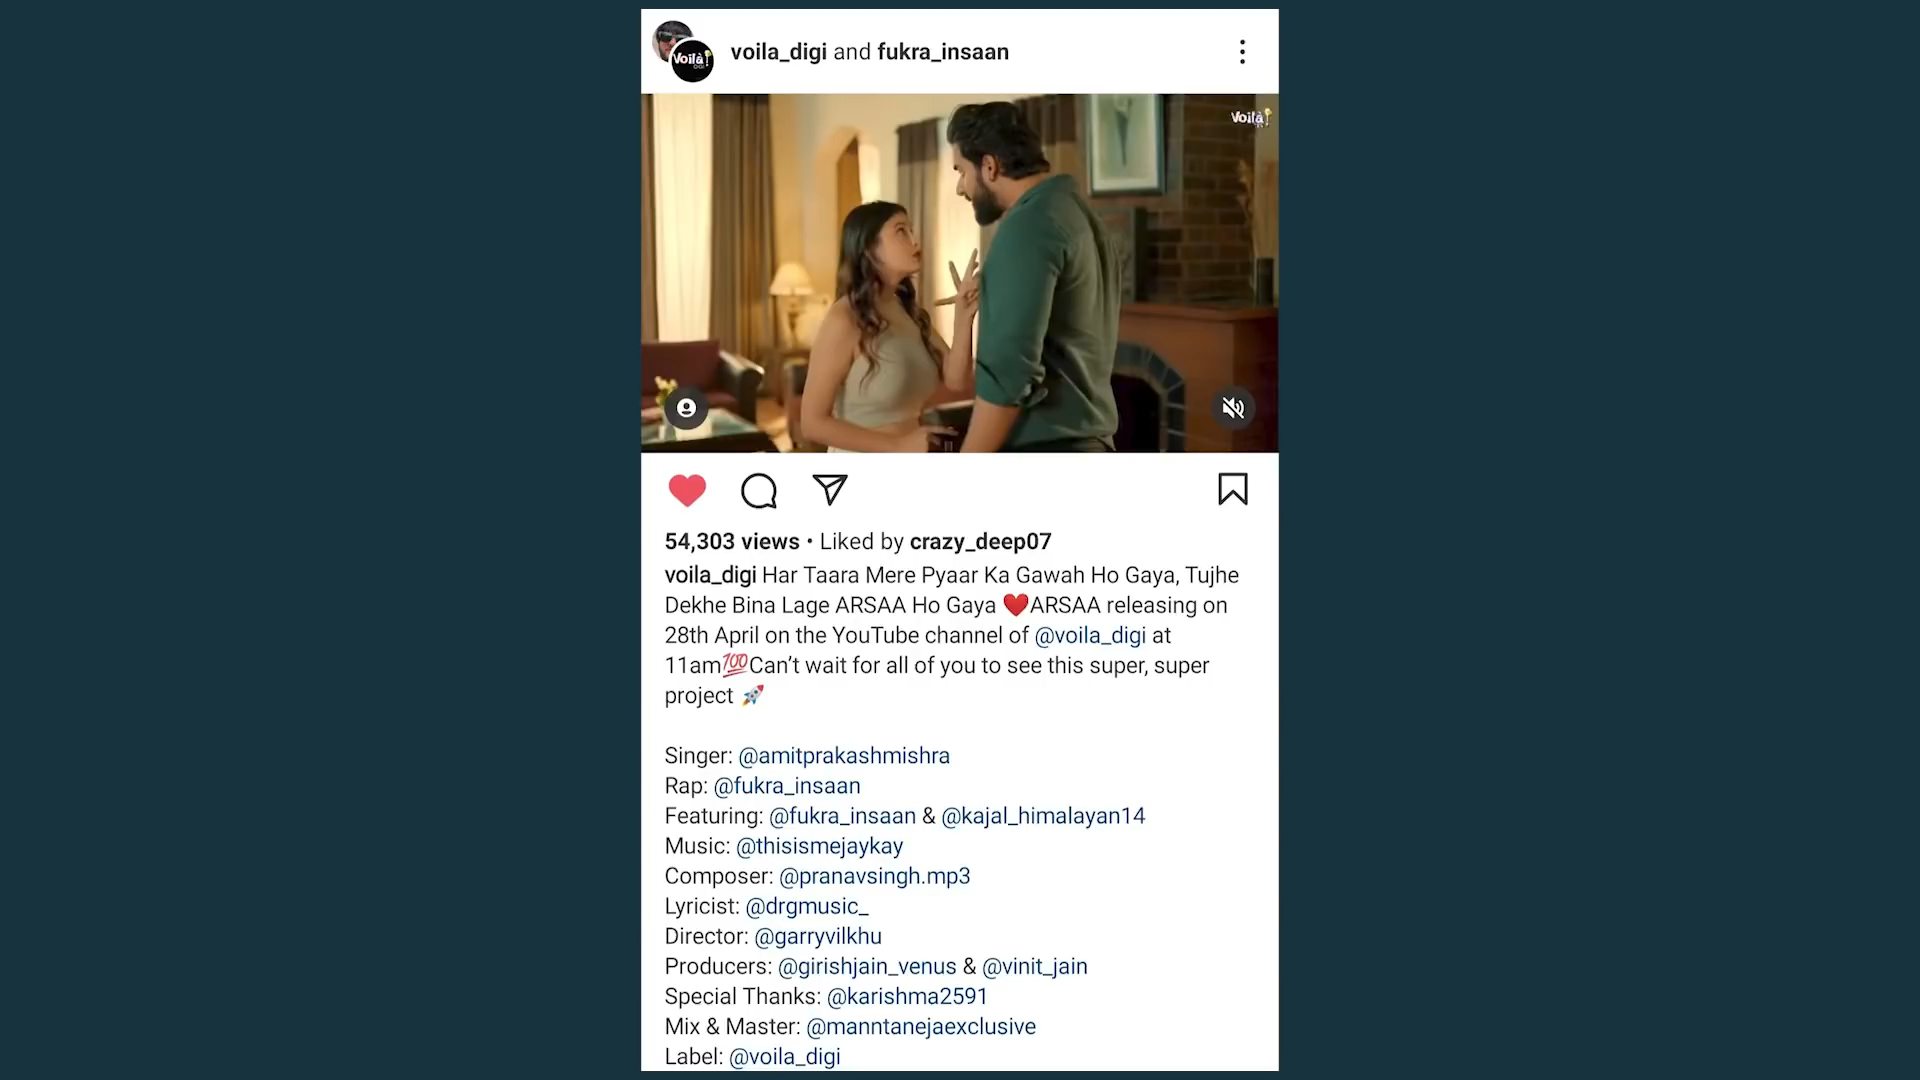 Voilà!
DIGI
voila_digi and fukra_insaan
Voilà!
54,303 views • Liked by crazy_deep07
voila_digi Har Taara Mere Pyaar Ka Gawah Ho Gaya, Tujhe
Dekhe Bina Lage ARSAA Ho Gaya ❤️ARSAA releasing on
28th April on the YouTube channel of @voila_digi at
11am💯Can’t wait for all of you to see this super, super
project 🚀
Singer: @amitprakashmishra
Rap: @fukra_insaan
Featuring: @fukra_insaan & @kajal_himalayan14
Music: @thisismejaykay
Composer: @pranavsingh.mp3
Lyricist: @drgmusic_
Director: @garryvilkhu
Producers: @girishjain_venus & @vinit_jain
Special Thanks: @karishma2591
Mix & Master: @manntanejaexclusive
Label: @voila_digi